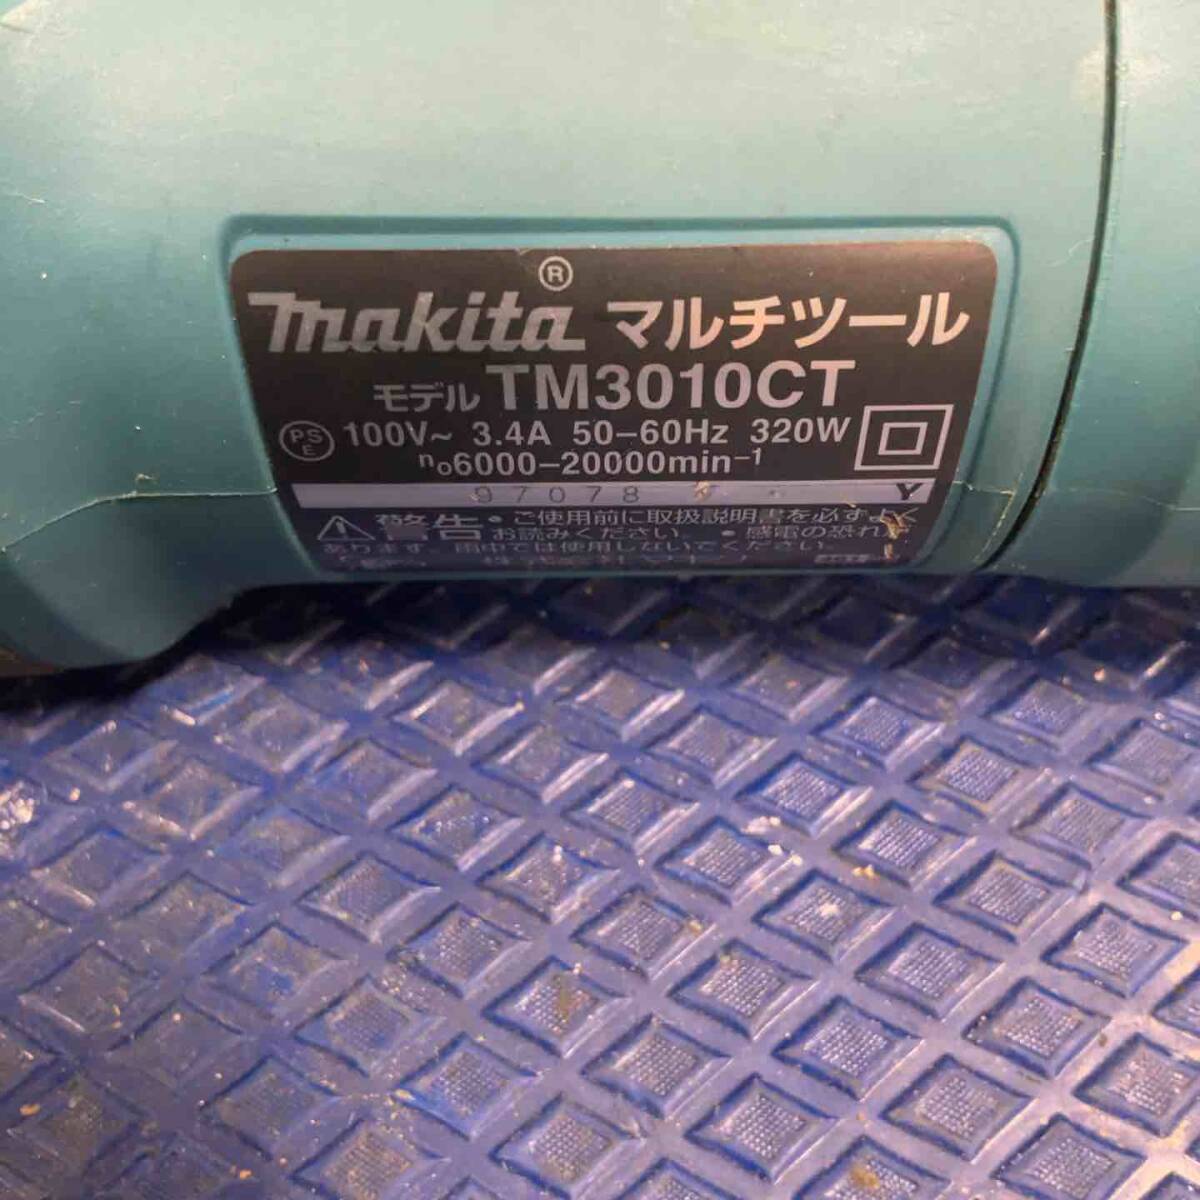 makita® マルチツール
モデル TM3010CT
PSE 100V~ 3.4A 50-60Hz 320W
n₀6000-20000min⁻¹
97078 Y
⚠警告 ・ご使用前に取扱説明書を必ずよく
お読みください。 ・感電の恐れが
あります。雨中では使用しないでください。